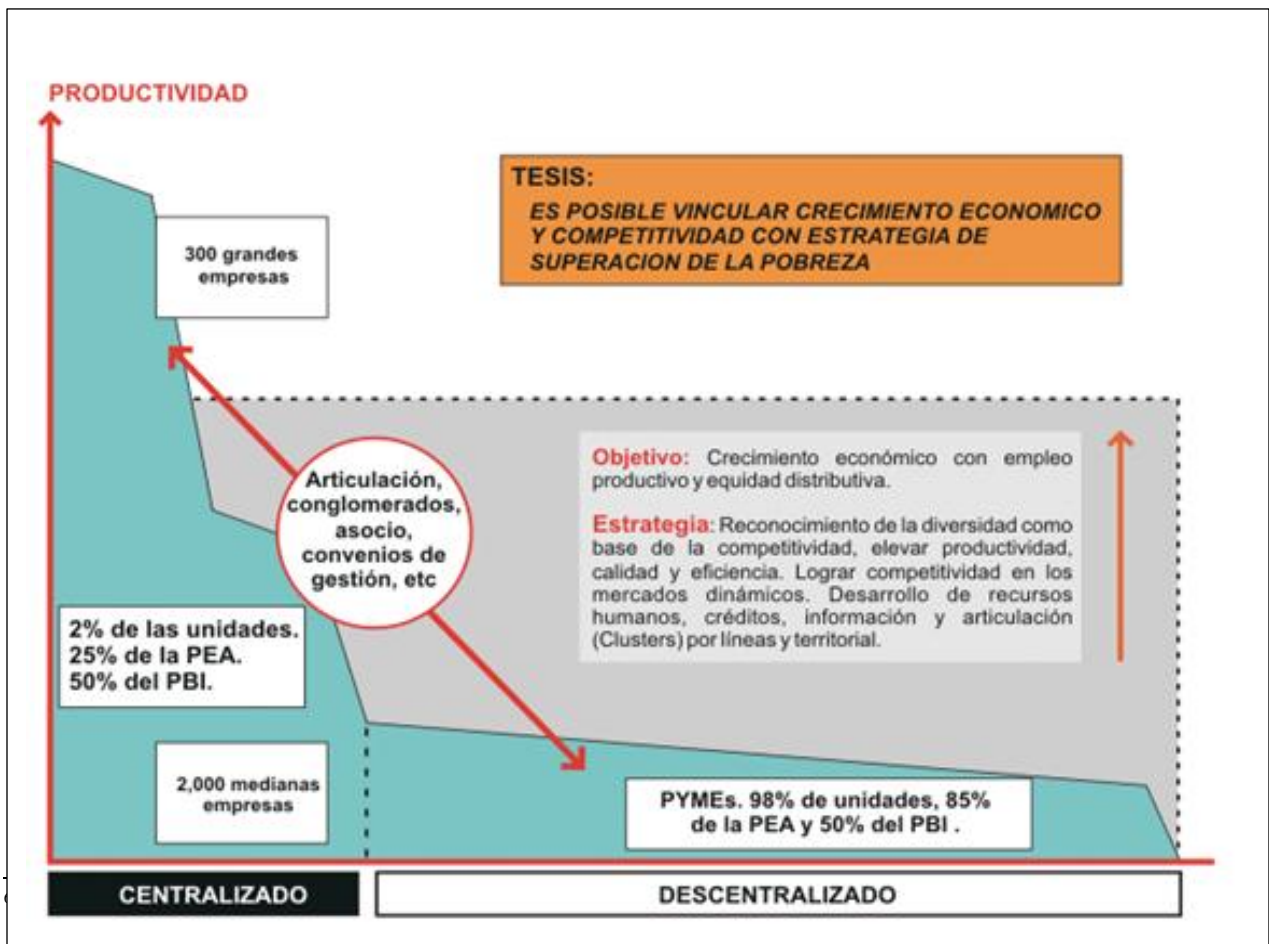 PRODUCTIVIDAD
TESIS:
ES POSIBLE VINCULAR CRECIMIENTO ECONOMICO
Y COMPETITIVIDAD CON ESTRATEGIA DE
SUPERACION DE LA POBREZA
300 grandes
empresas
Articulación,
conglomerados,
asocio,
convenios de
gestión, etc
Objetivo: Crecimiento económico con empleo
productivo y equidad distributiva.
Estrategia: Reconocimiento de la diversidad como
base de la competitividad, elevar productividad,
calidad y eficiencia. Lograr competitividad en los
mercados dinámicos. Desarrollo de recursos
humanos, créditos, información y articulación
(Clusters) por líneas y territorial.
2% de las unidades.
25% de la PEA.
50% del PBI.
2,000 medianas
empresas
PYMEs. 98% de unidades, 85%
de la PEA y 50% del PBI .
CENTRALIZADO
DESCENTRALIZADO